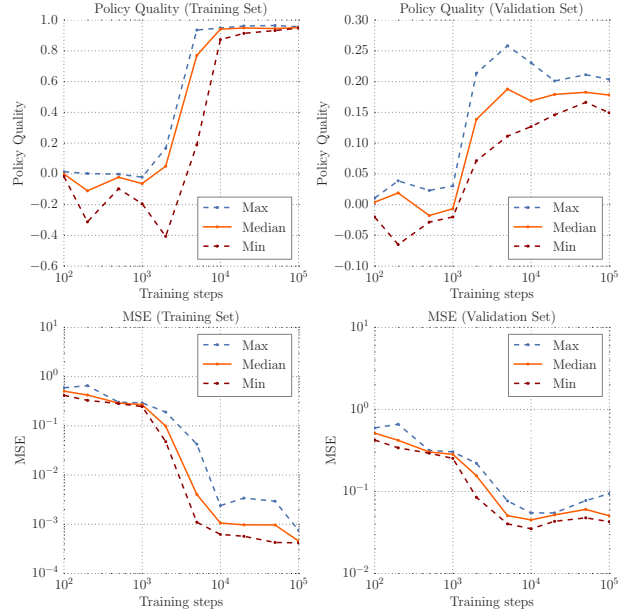 Policy Quality (Training Set)
1.0
0.8
0.6
0.4
0.2
0.0
−0.2
−0.4
−0.6
Policy Quality
10²
10³
10⁴
10⁵
Training steps
Max
Median
Min
Policy Quality (Validation Set)
0.30
0.25
0.20
0.15
0.10
0.05
0.00
−0.05
−0.10
Policy Quality
10²
10³
10⁴
10⁵
Training steps
Max
Median
Min
MSE (Training Set)
10¹
10⁰
10⁻¹
10⁻²
10⁻³
10⁻⁴
MSE
10²
10³
10⁴
10⁵
Training steps
Max
Median
Min
MSE (Validation Set)
10¹
10⁰
10⁻¹
10⁻²
MSE
10²
10³
10⁴
10⁵
Training steps
Max
Median
Min